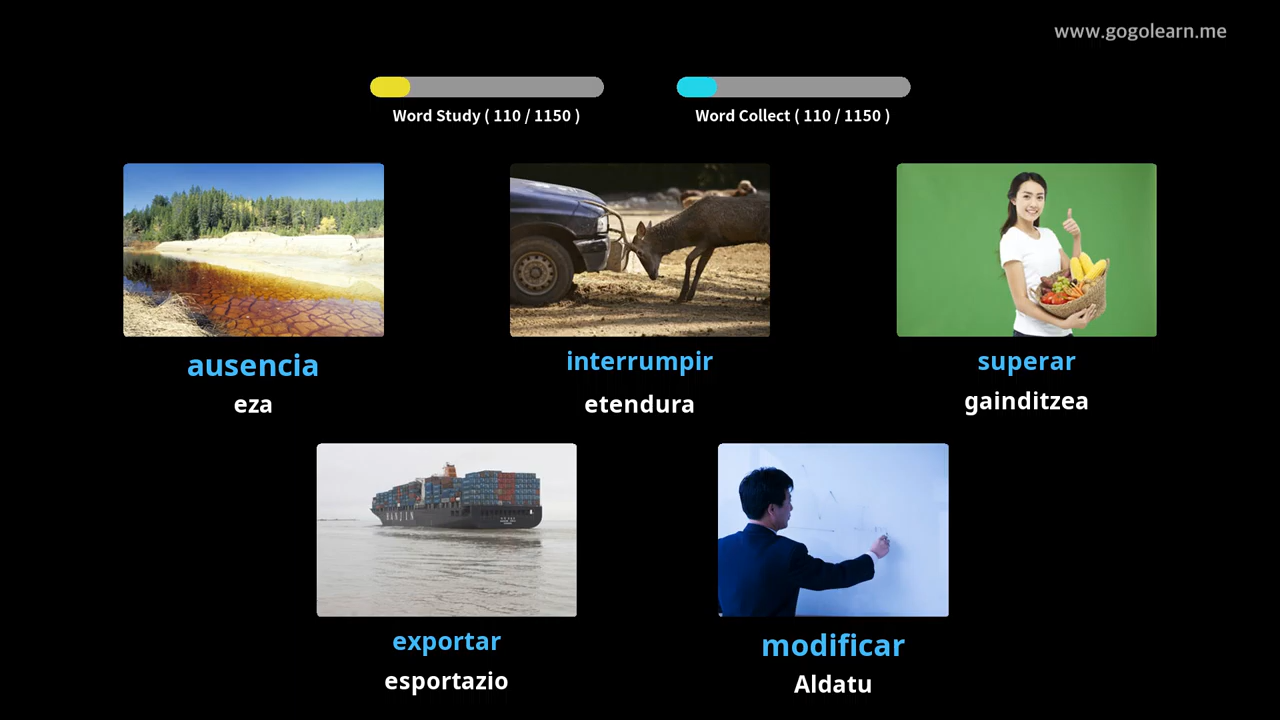 www.gogolearn.me
Word Study ( 110 / 1150 )
Word Collect ( 110 / 1150 )
ausencia
eza
interrumpir
etendura
superar
gainditzea
HANJIN
exportar
esportazio
modificar
Aldatu